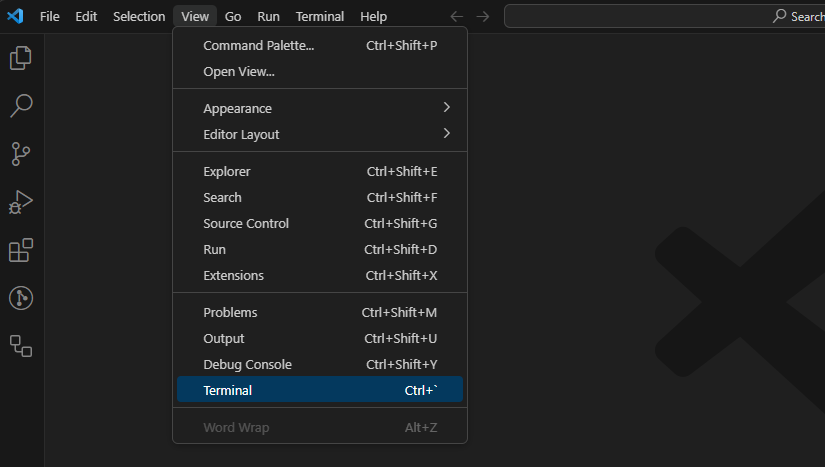 File Edit Selection View Go Run Terminal Help Search
Command Palette... Ctrl+Shift+P
Open View...
Appearance
Editor Layout
Explorer Ctrl+Shift+E
Search Ctrl+Shift+F
Source Control Ctrl+Shift+G
Run Ctrl+Shift+D
Extensions Ctrl+Shift+X
Problems Ctrl+Shift+M
Output Ctrl+Shift+U
Debug Console Ctrl+Shift+Y
Terminal Ctrl+`
Word Wrap Alt+Z